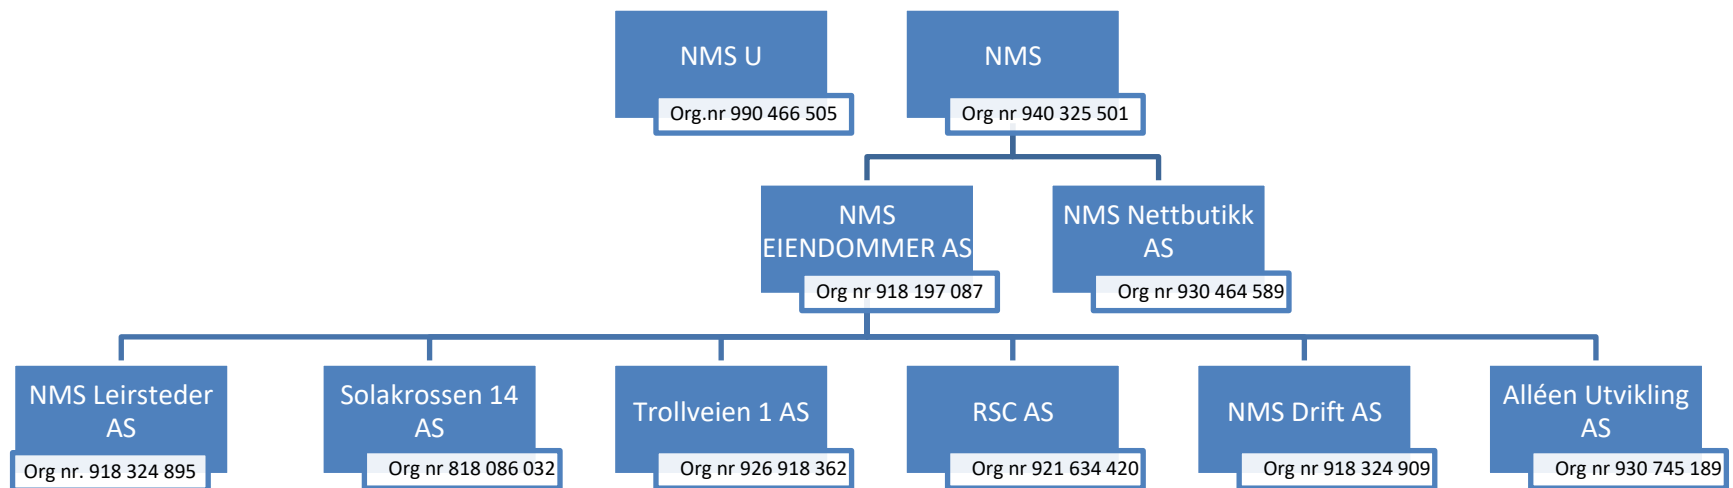 NMS U
Org.nr 990 466 505
NMS
Org nr 940 325 501
NMS
EIENDOMMER AS
Org nr 918 197 087
NMS Nettbutikk
AS
Org nr 930 464 589
NMS Leirsteder
AS
Org nr. 918 324 895
Solakrossen 14
AS
Org nr 818 086 032
Trollveien 1 AS
Org nr 926 918 362
RSC AS
Org nr 921 634 420
NMS Drift AS
Org nr 918 324 909
Alléen Utvikling
AS
Org nr 930 745 189